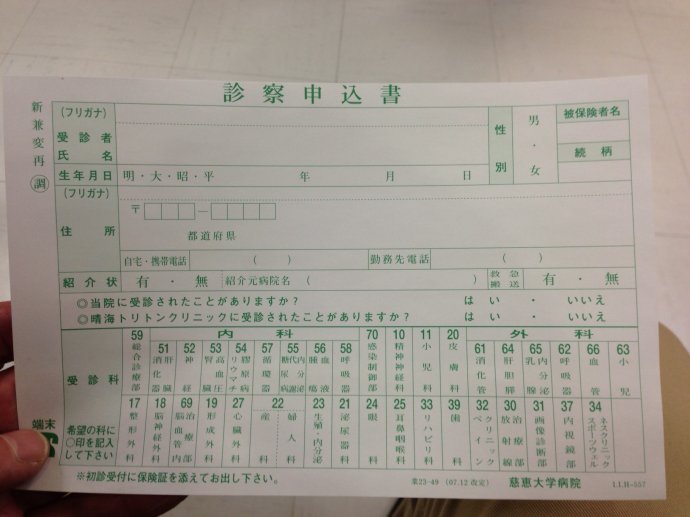 診察申込書
新 兼 変 再 調
(フリガナ)
受診者
氏名
性別
男・女
被保険者名
続柄
生年月日
明・大・昭・平 年 月 日
(フリガナ)
住所
〒 ー
都道府県
自宅・携帯電話 ( )
勤務先電話 ( )
紹介状
有・無
紹介元病院名 ( )
救急搬送
有・無
◎当院に受診されたことがありますか? はい ・ いいえ
◎晴海トリトンクリニックに受診されたことがありますか? はい ・ いいえ
受診科
内科
外科
59 総合診療部
51 消化器 肝臓
52 神経
53 腎臓 高血圧
54 リウマチ 膠原病
57 循環器
55 糖尿 代謝 内分泌
56 腫瘍 血液
58 呼吸器
70 感染制御部
10 精神神経科
11 小児科
20 皮膚科
61 消化管
64 肝胆膵
65 乳腺 内分泌
62 呼吸器
66 血管
63 小児
希望の科に
○印を記入
して下さい
17 整形外科
18 脳神経外科
69 脳血管内治療部
19 形成外科
27 心臓外科
22 産 婦人科
23 生殖・内分泌
21 泌尿器科
24 眼科
25 耳鼻咽喉科
33 リハビリ科
39 歯科
32 ペインクリニック
30 放射線治療部
31 画像診断部
37 内視鏡部
34 スポーツウェルネスクリニック
端末
※初診受付に保険証を添えてお出し下さい。
業23-49 (07.12改定)
慈恵大学病院